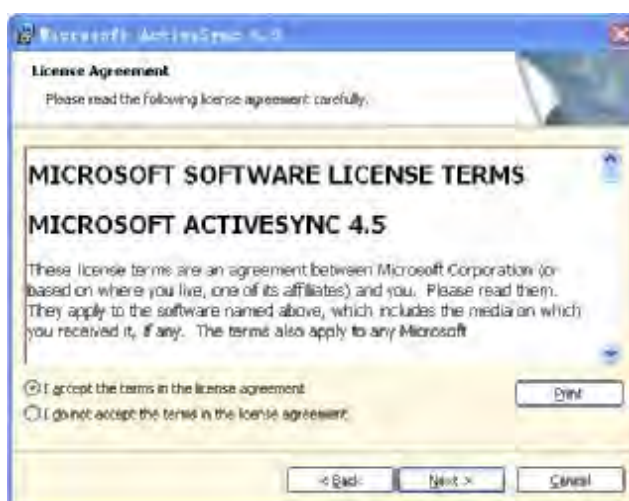 Microsoft ActiveSync 4.5
License Agreement
Please read the following license agreement carefully.
MICROSOFT SOFTWARE LICENSE TERMS
MICROSOFT ACTIVESYNC 4.5
These license terms are an agreement between Microsoft Corporation (or
based on where you live, one of its affiliates) and you. Please read them.
They apply to the software named above, which includes the media on which
you received it, if any. The terms also apply to any Microsoft
I accept the terms in the license agreement
I do not accept the terms in the license agreement
Print
< Back
Next >
Cancel